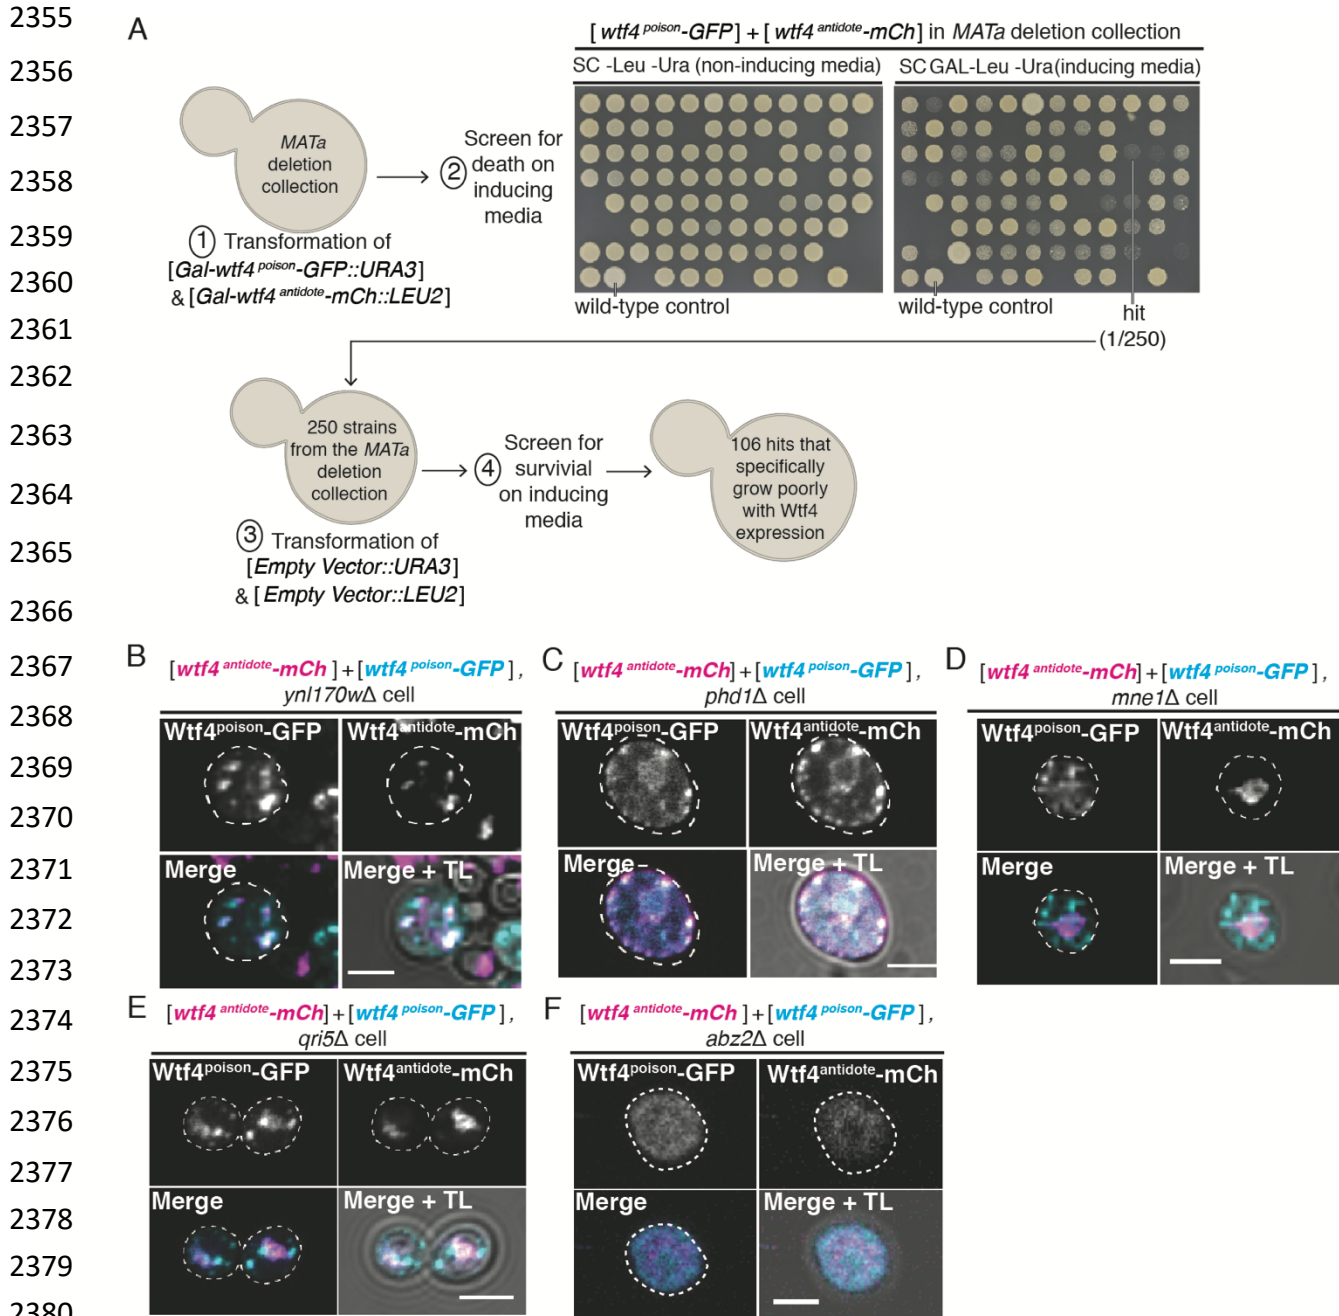 2355
2356
2357
2358
2359
2360
2361
2362
2363
2364
2365
2366
2367
2368
2369
2370
2371
2372
2373
2374
2375
2376
2377
2378
2379
2380
A
[wtf4 poison-GFP] + [wtf4 antidote-mCh] in MATa deletion collection
SC -Leu -Ura (non-inducing media)
SC GAL-Leu -Ura(inducing media)
MATa
deletion
collection
2
Screen for
death on
inducing
media
1 Transformation of
[Gal-wtf4 poison-GFP::URA3]
& [Gal-wtf4 antidote-mCh::LEU2]
wild-type control
wild-type control
hit
(1/250)
250 strains
from the MATa
deletion
collection
4
Screen for
survivial
on inducing
media
106 hits that
specifically
grow poorly
with Wtf4
expression
3 Transformation of
[Empty Vector::URA3]
& [Empty Vector::LEU2]
B
[wtf4 antidote-mCh] + [wtf4 poison-GFP] ,
ynl170wΔ cell
Wtf4poison-GFP
Wtf4antidote-mCh
Merge
Merge + TL
C
[wtf4 antidote-mCh] + [wtf4 poison-GFP] ,
phd1Δ cell
Wtf4poison-GFP
Wtf4antidote-mCh
Merge
Merge + TL
D
[wtf4 antidote-mCh] + [wtf4 poison-GFP] ,
mne1Δ cell
Wtf4poison-GFP
Wtf4antidote-mCh
Merge
Merge + TL
E
[wtf4 antidote-mCh] + [wtf4 poison-GFP] ,
qri5Δ cell
Wtf4poison-GFP
Wtf4antidote-mCh
Merge
Merge + TL
F
[wtf4 antidote-mCh] + [wtf4 poison-GFP] ,
abz2Δ cell
Wtf4poison-GFP
Wtf4antidote-mCh
Merge
Merge + TL